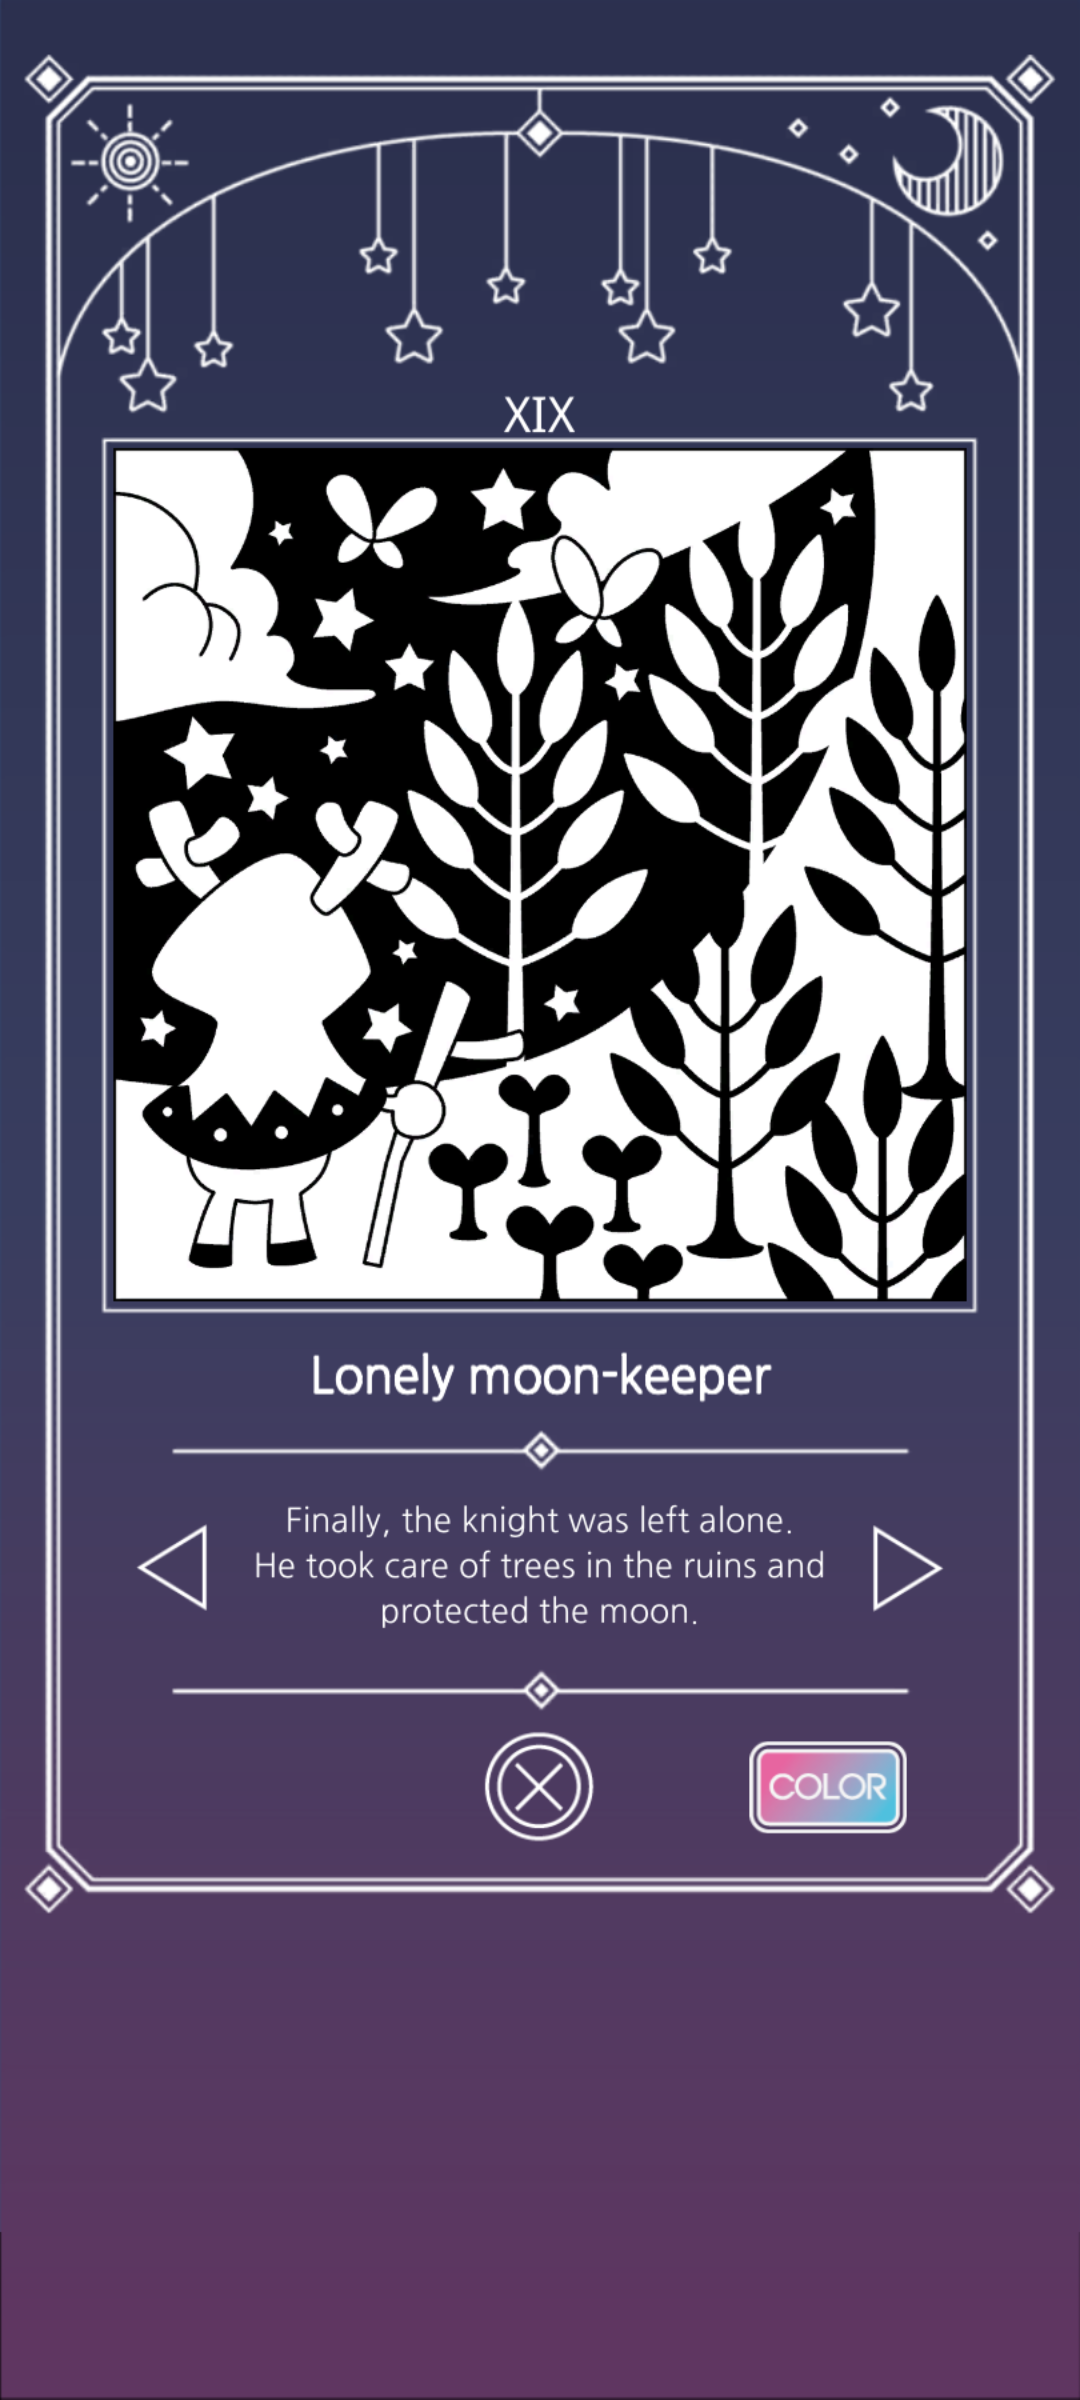 XIX
Lonely moon-keeper
Finally, the knight was left alone.
He took care of trees in the ruins and
protected the moon.
COLOR